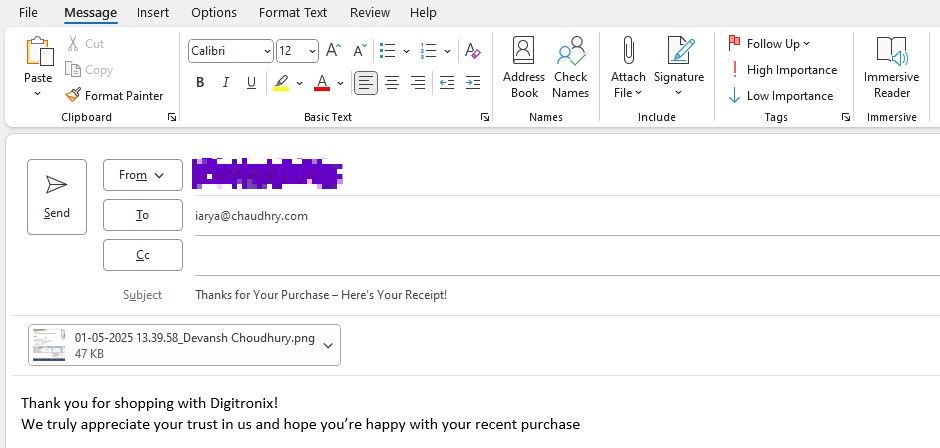 File Message Insert Options Format Text Review Help
Paste
Cut
Copy
Format Painter
Clipboard
Calibri 12 A A A
B I U A
Basic Text
Address Book
Check Names
Names
Attach File
Signature
Include
Follow Up
High Importance
Low Importance
Tags
Immersive Reader
Immersive
Send
From
To iarya@chaudhry.com
Cc
Subject Thanks for Your Purchase – Here's Your Receipt!
01-05-2025 13.39.58_Devansh Choudhury.png
47 KB
Thank you for shopping with Digitronix!
We truly appreciate your trust in us and hope you’re happy with your recent purchase